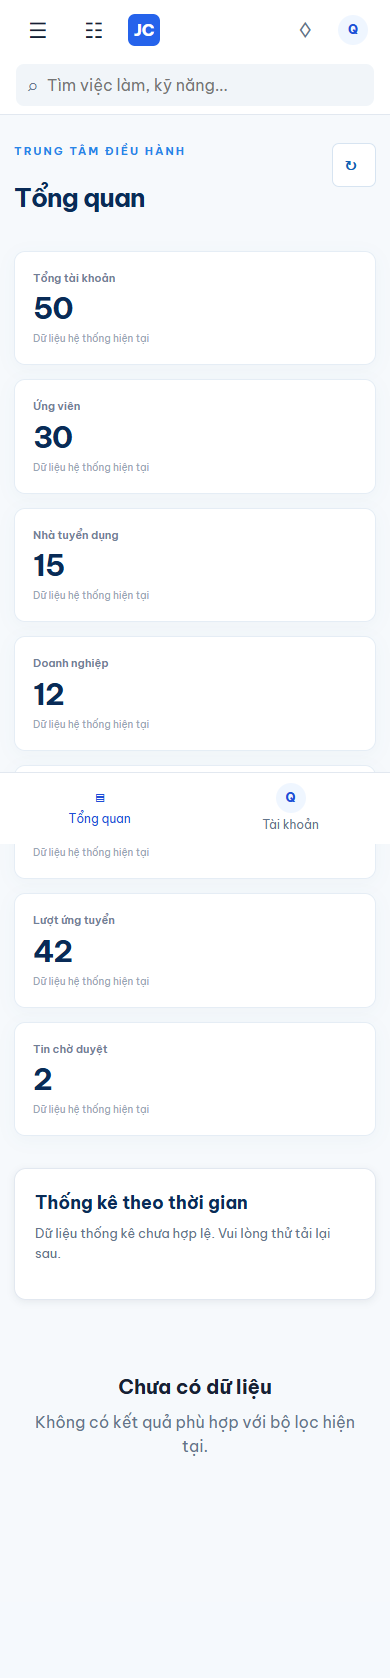 JC
Q
Tìm việc làm, kỹ năng...
TRUNG TÂM ĐIỀU HÀNH
Tổng quan
Tổng tài khoản
50
Dữ liệu hệ thống hiện tại
Ứng viên
30
Dữ liệu hệ thống hiện tại
Nhà tuyển dụng
15
Dữ liệu hệ thống hiện tại
Doanh nghiệp
12
Dữ liệu hệ thống hiện tại
Q
Tổng quan
Tài khoản
Dữ liệu hệ thống hiện tại
Lượt ứng tuyển
42
Dữ liệu hệ thống hiện tại
Tin chờ duyệt
2
Dữ liệu hệ thống hiện tại
Thống kê theo thời gian
Dữ liệu thống kê chưa hợp lệ. Vui lòng thử tải lại
sau.
Chưa có dữ liệu
Không có kết quả phù hợp với bộ lọc hiện
tại.